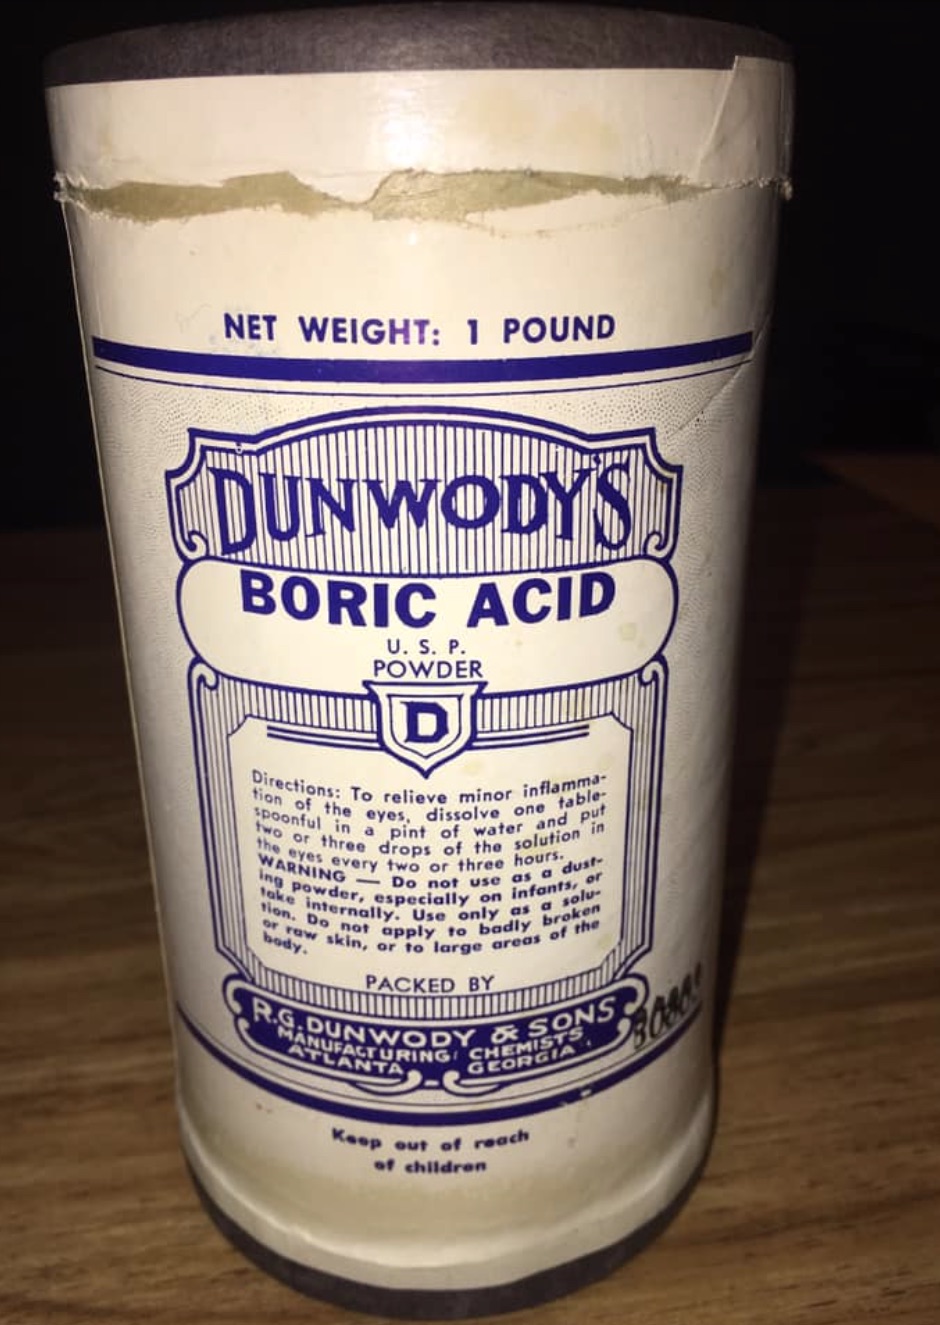 NET WEIGHT: 1 POUND
DUNWODY'S
BORIC ACID
U. S. P.
POWDER
D
Directions: To relieve minor inflamma-
tion of the eyes, dissolve one table-
spoonful in a pint of water and put
two or three drops of the solution in
the eyes every two or three hours.
WARNING — Do not use as a dust-
ing powder, especially on infants, or
take internally. Use only as a solu-
tion. Do not apply to badly broken
or raw skin, or to large areas of the
body.
PACKED BY
R.G. DUNWODY & SONS
MANUFACTURING CHEMISTS
ATLANTA - GEORGIA
Keep out of reach
of children